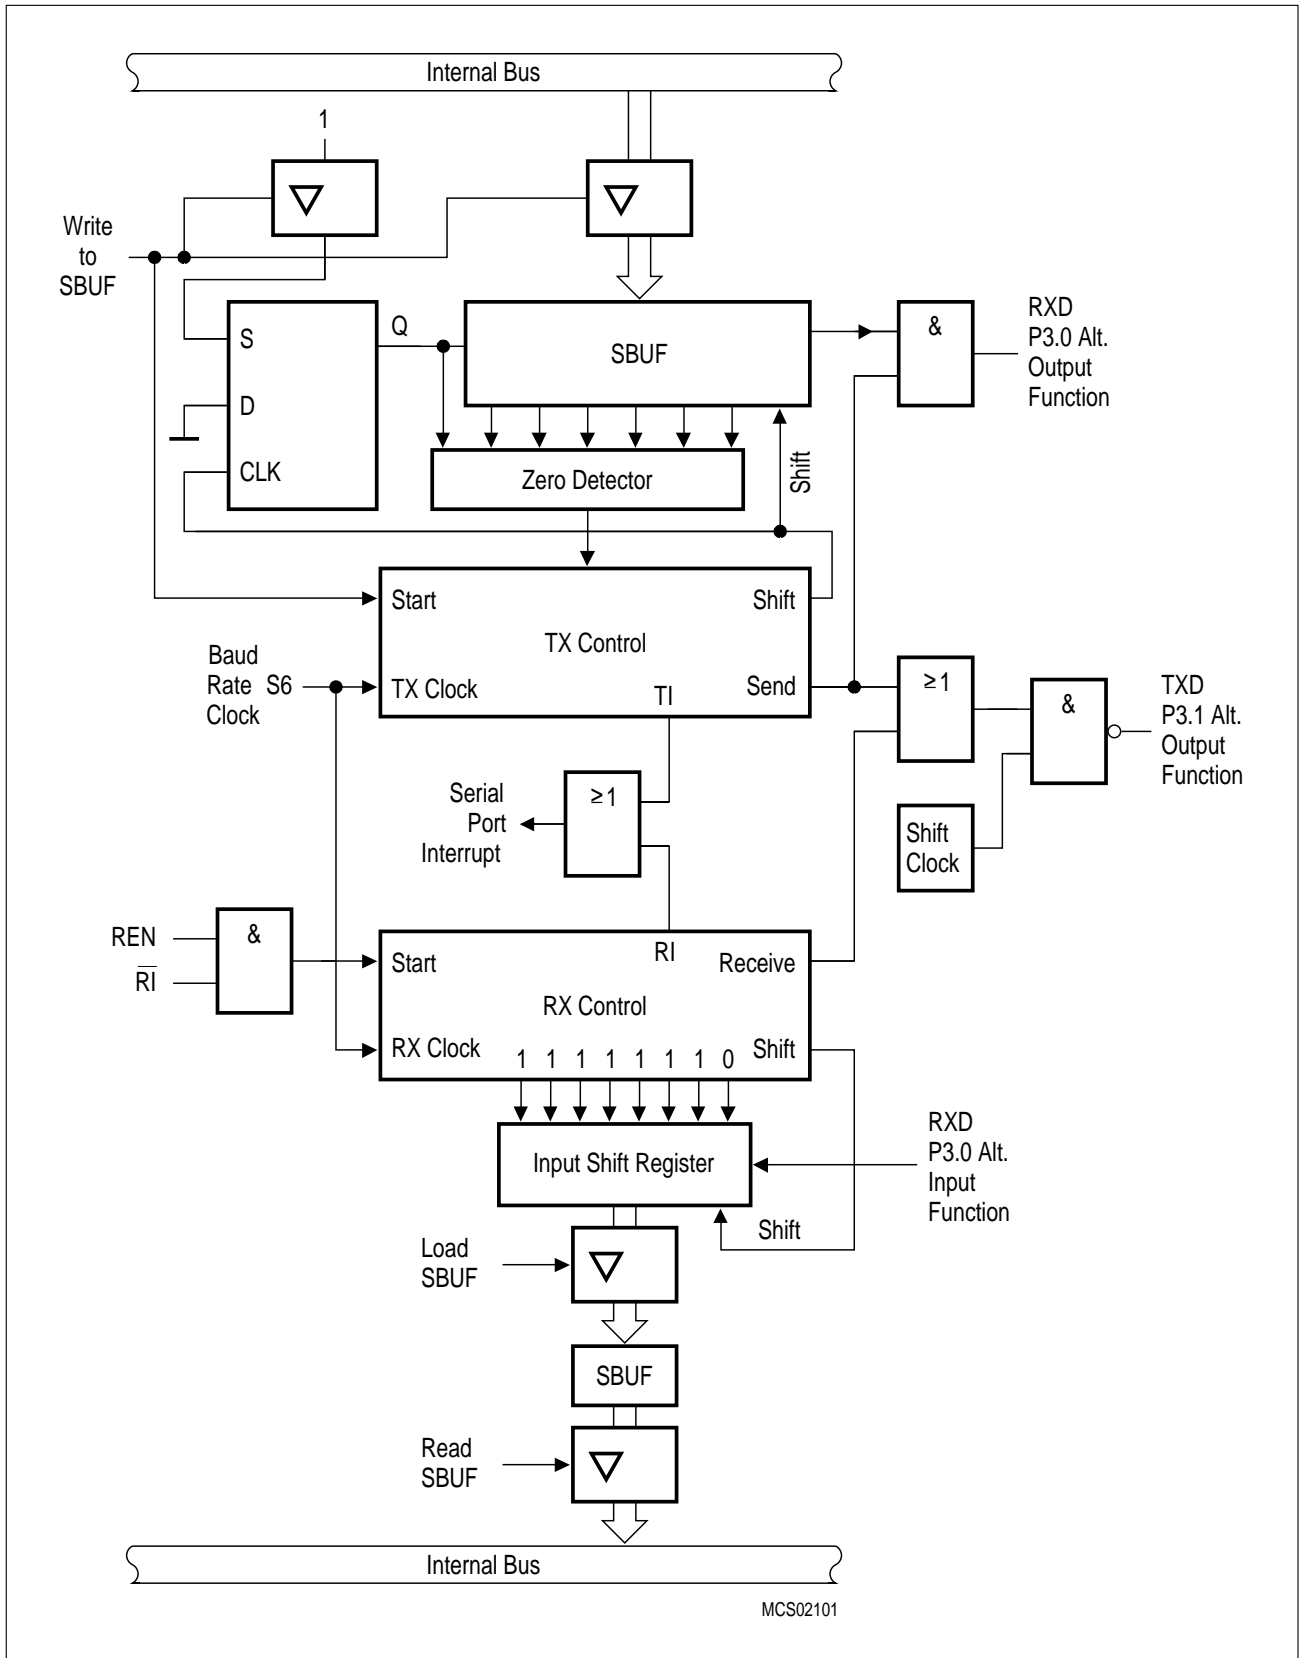 Internal Bus
1
Write
to
SBUF
S
D
CLK
Q
SBUF
&
RXD
P3.0 Alt.
Output
Function
Zero Detector
Shift
Start
Shift
TX Control
TX Clock
TI
Send
Baud
Rate S6
Clock
≥1
&
TXD
P3.1 Alt.
Output
Function
Serial
Port
Interrupt
≥1
Shift
Clock
REN
R̅I̅
&
Start
RI
Receive
RX Control
RX Clock
1 1 1 1 1 1 1 0
Shift
Input Shift Register
RXD
P3.0 Alt.
Input
Function
Shift
Load
SBUF
SBUF
Read
SBUF
Internal Bus
MCS02101